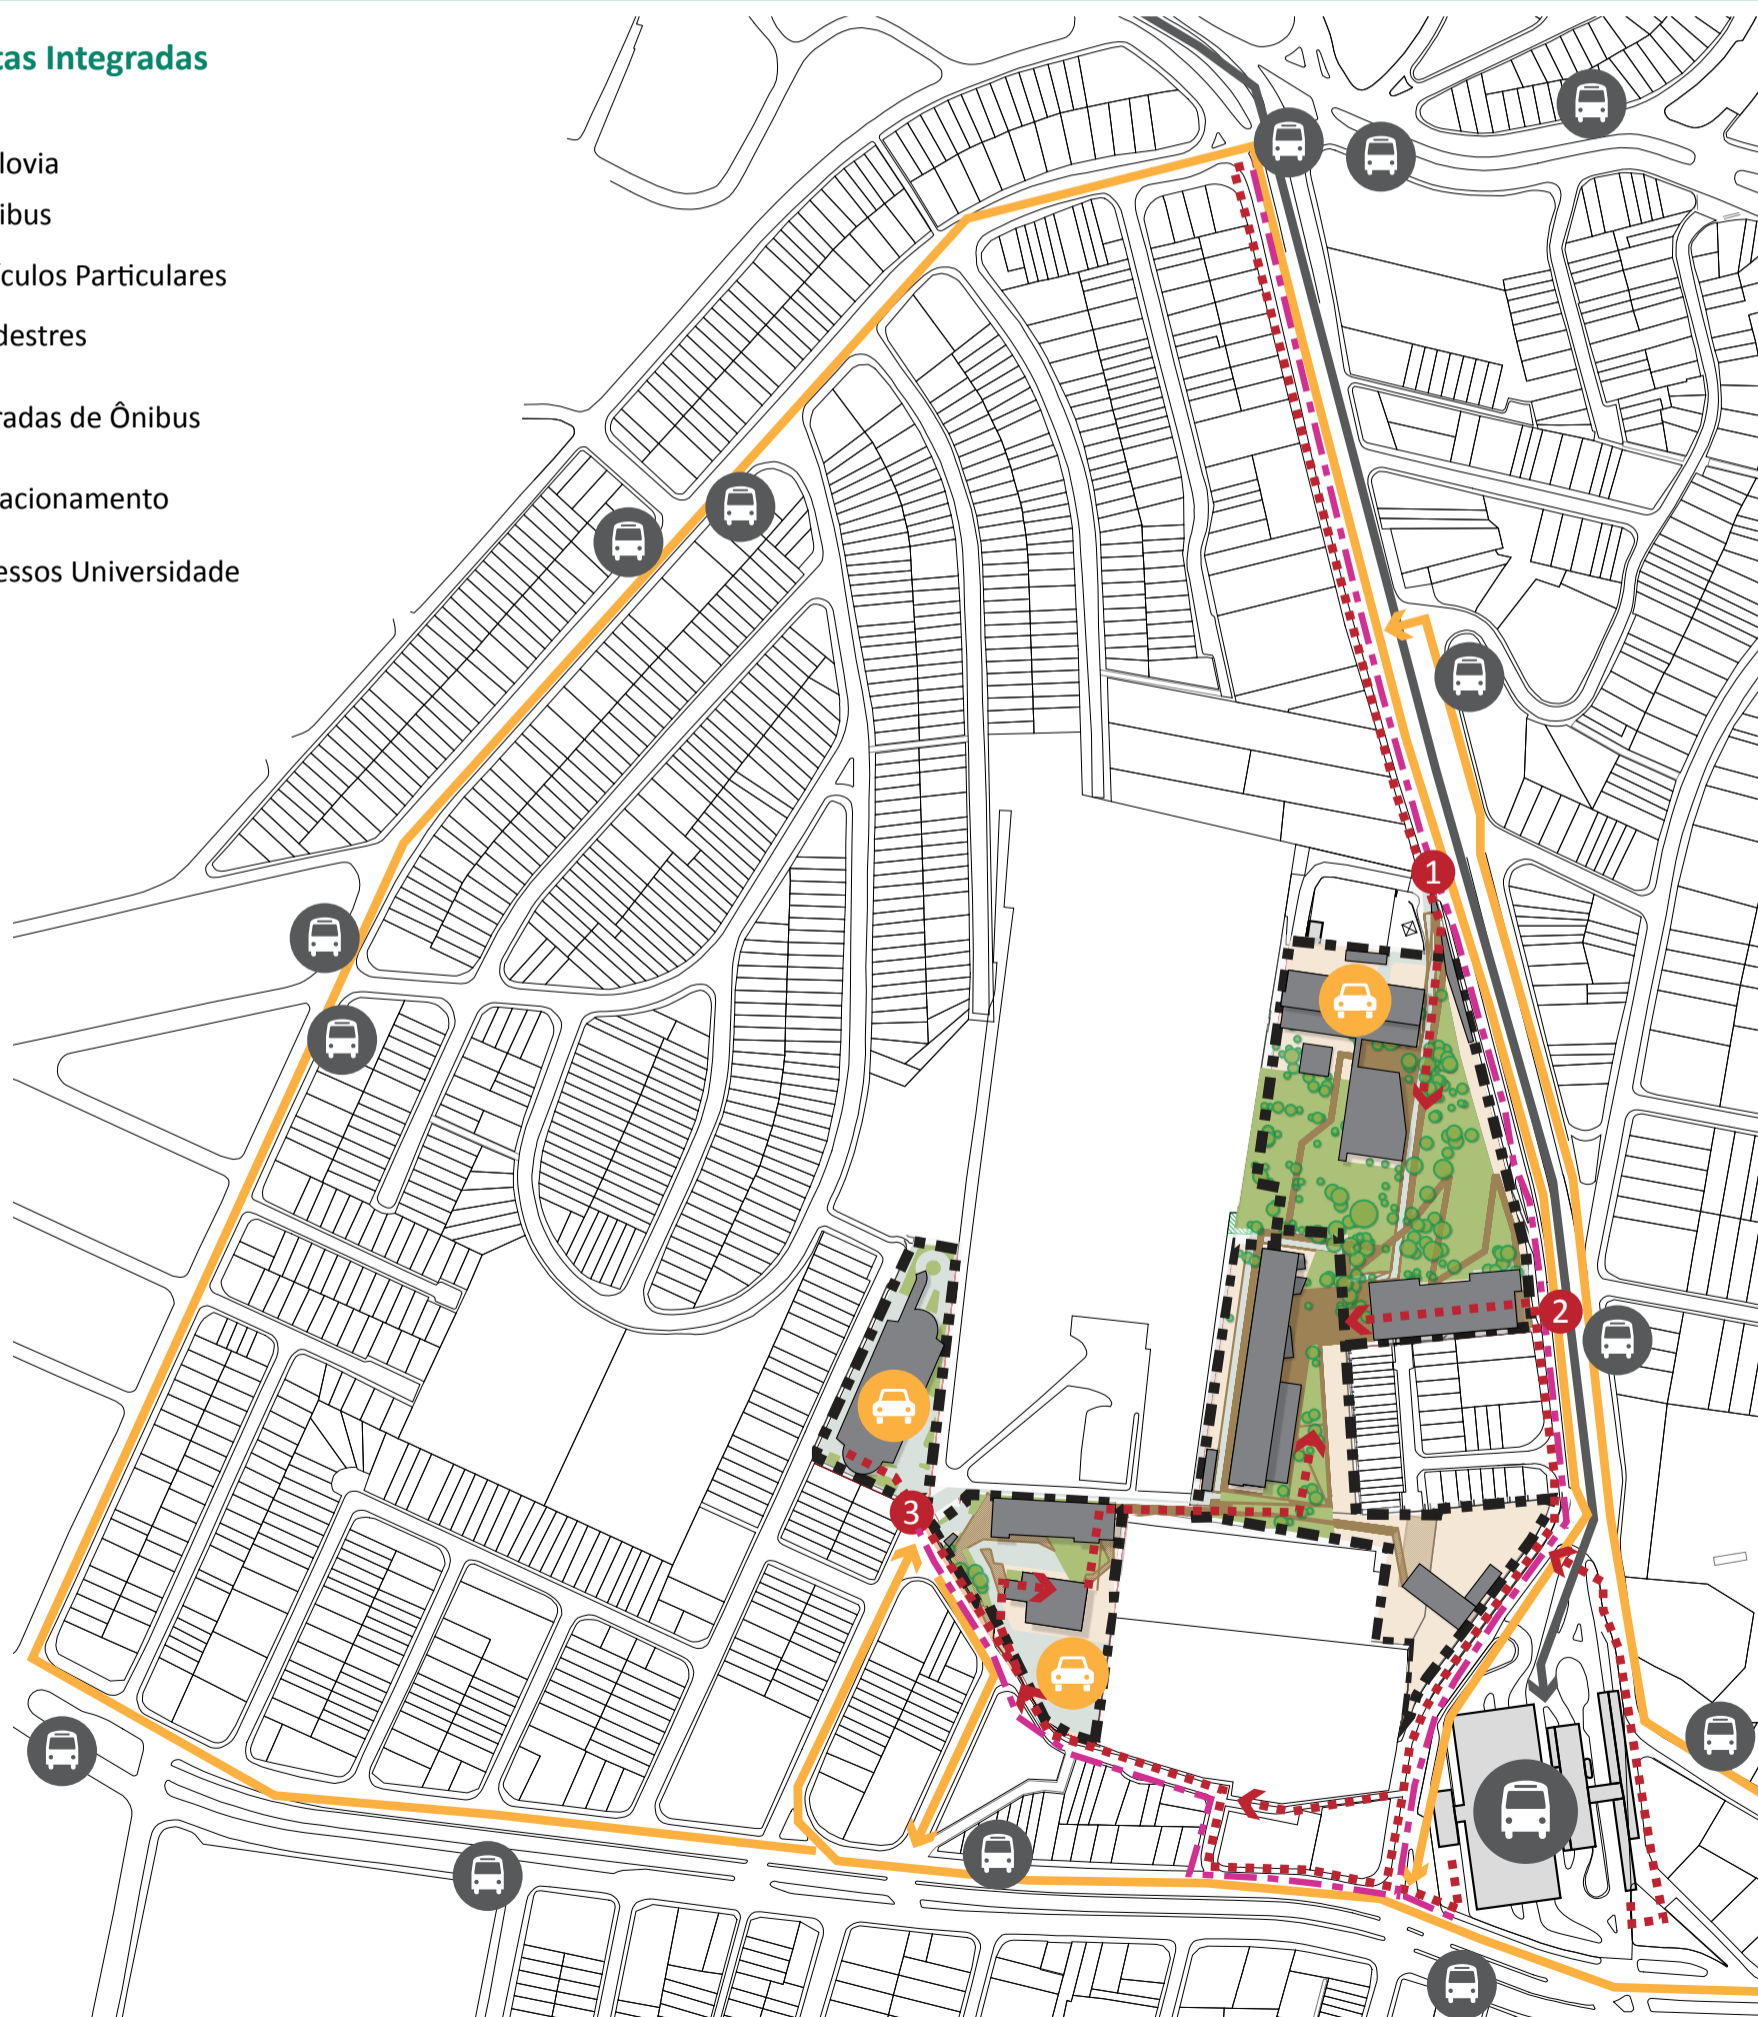 tas Integradas
lovia
ibus
ículos Particulares
destres
radas de Ônibus
acionamento
essos Universidade
1
2
3